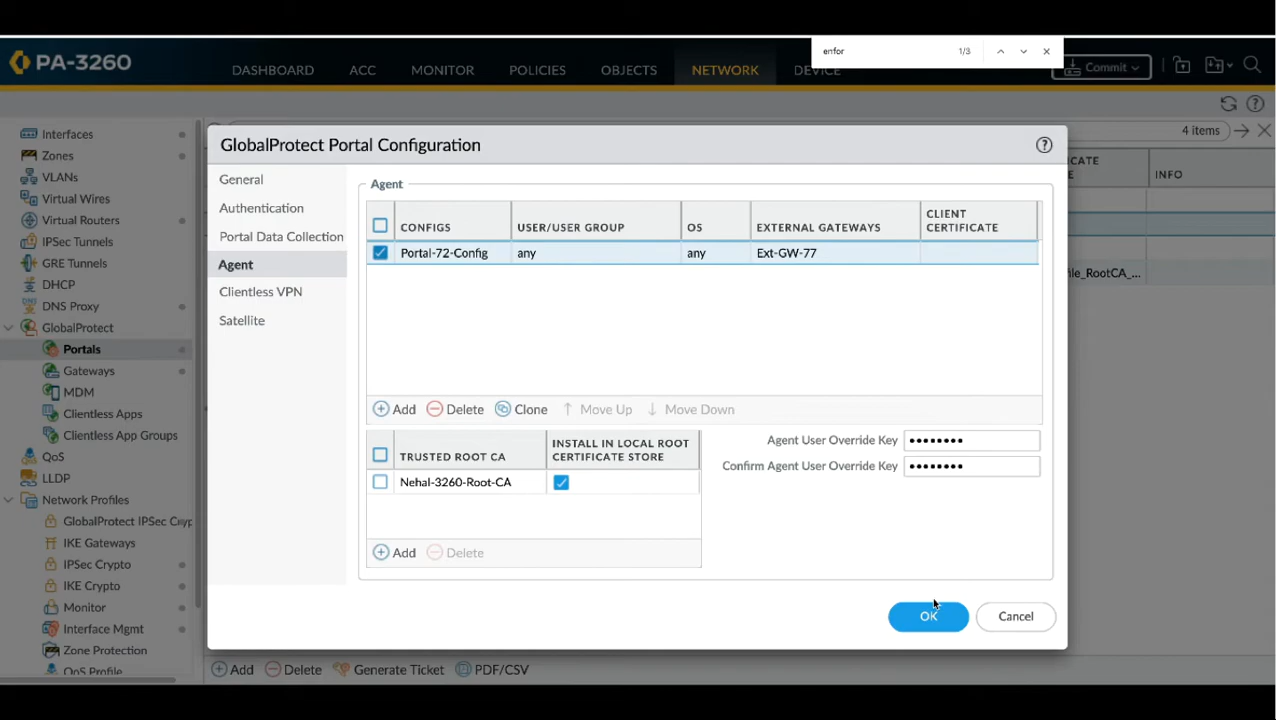 enfor 1/3
PA-3260
DASHBOARD ACC MONITOR POLICIES OBJECTS NETWORK DEVICE Commit
4 items
Interfaces
Zones
VLANs
Virtual Wires
Virtual Routers
IPSec Tunnels
GRE Tunnels
DHCP
DNS Proxy
GlobalProtect
Portals
Gateways
MDM
Clientless Apps
Clientless App Groups
QoS
LLDP
Network Profiles
GlobalProtect IPSec Cryp
IKE Gateways
IPSec Crypto
IKE Crypto
Monitor
Interface Mgmt
Zone Protection
QoS Profile
GlobalProtect Portal Configuration
General
Authentication
Portal Data Collection
Agent
Clientless VPN
Satellite
Agent
CONFIGS USER/USER GROUP OS EXTERNAL GATEWAYS CLIENT CERTIFICATE
Portal-72-Config any any Ext-GW-77
Add Delete Clone Move Up Move Down
TRUSTED ROOT CA INSTALL IN LOCAL ROOT CERTIFICATE STORE
Nehal-3260-Root-CA
Add Delete
Agent User Override Key ••••••••
Confirm Agent User Override Key ••••••••
OK Cancel
INFO
Add Delete Generate Ticket PDF/CSV